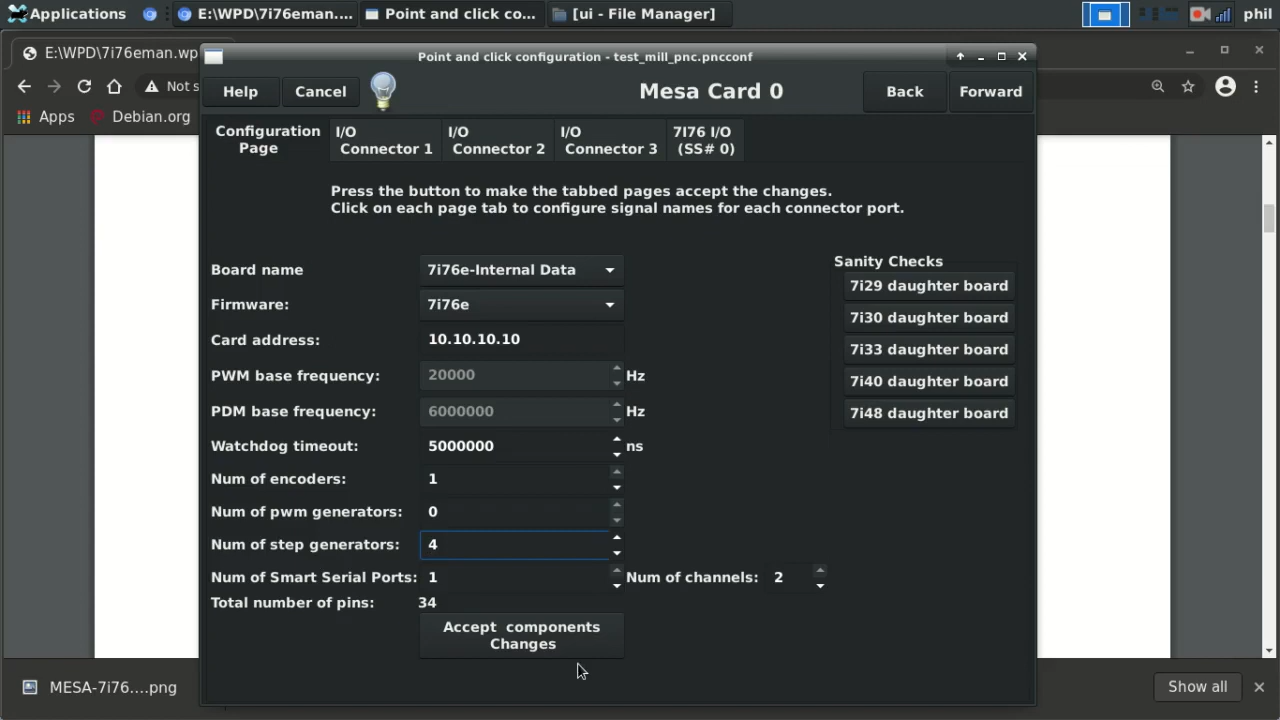 Applications
E:\WPD\7i76eman....
Point and click co...
[ui - File Manager]
phil
E:\WPD\7i76eman.wp
Not s
Apps
Debian.org
Point and click configuration - test_mill_pnc.pncconf
Help
Cancel
Mesa Card 0
Back
Forward
Configuration
Page
I/O
Connector 1
I/O
Connector 2
I/O
Connector 3
7I76 I/O
(SS# 0)
Press the button to make the tabbed pages accept the changes.
Click on each page tab to configure signal names for each connector port.
Board name 7i76e-Internal Data
Firmware: 7i76e
Card address: 10.10.10.10
PWM base frequency: 20000 Hz
PDM base frequency: 6000000 Hz
Watchdog timeout: 5000000 ns
Num of encoders: 1
Num of pwm generators: 0
Num of step generators: 4
Num of Smart Serial Ports: 1 Num of channels: 2
Total number of pins: 34
Accept components
Changes
Sanity Checks
7i29 daughter board
7i30 daughter board
7i33 daughter board
7i40 daughter board
7i48 daughter board
MESA-7i76....png
Show all